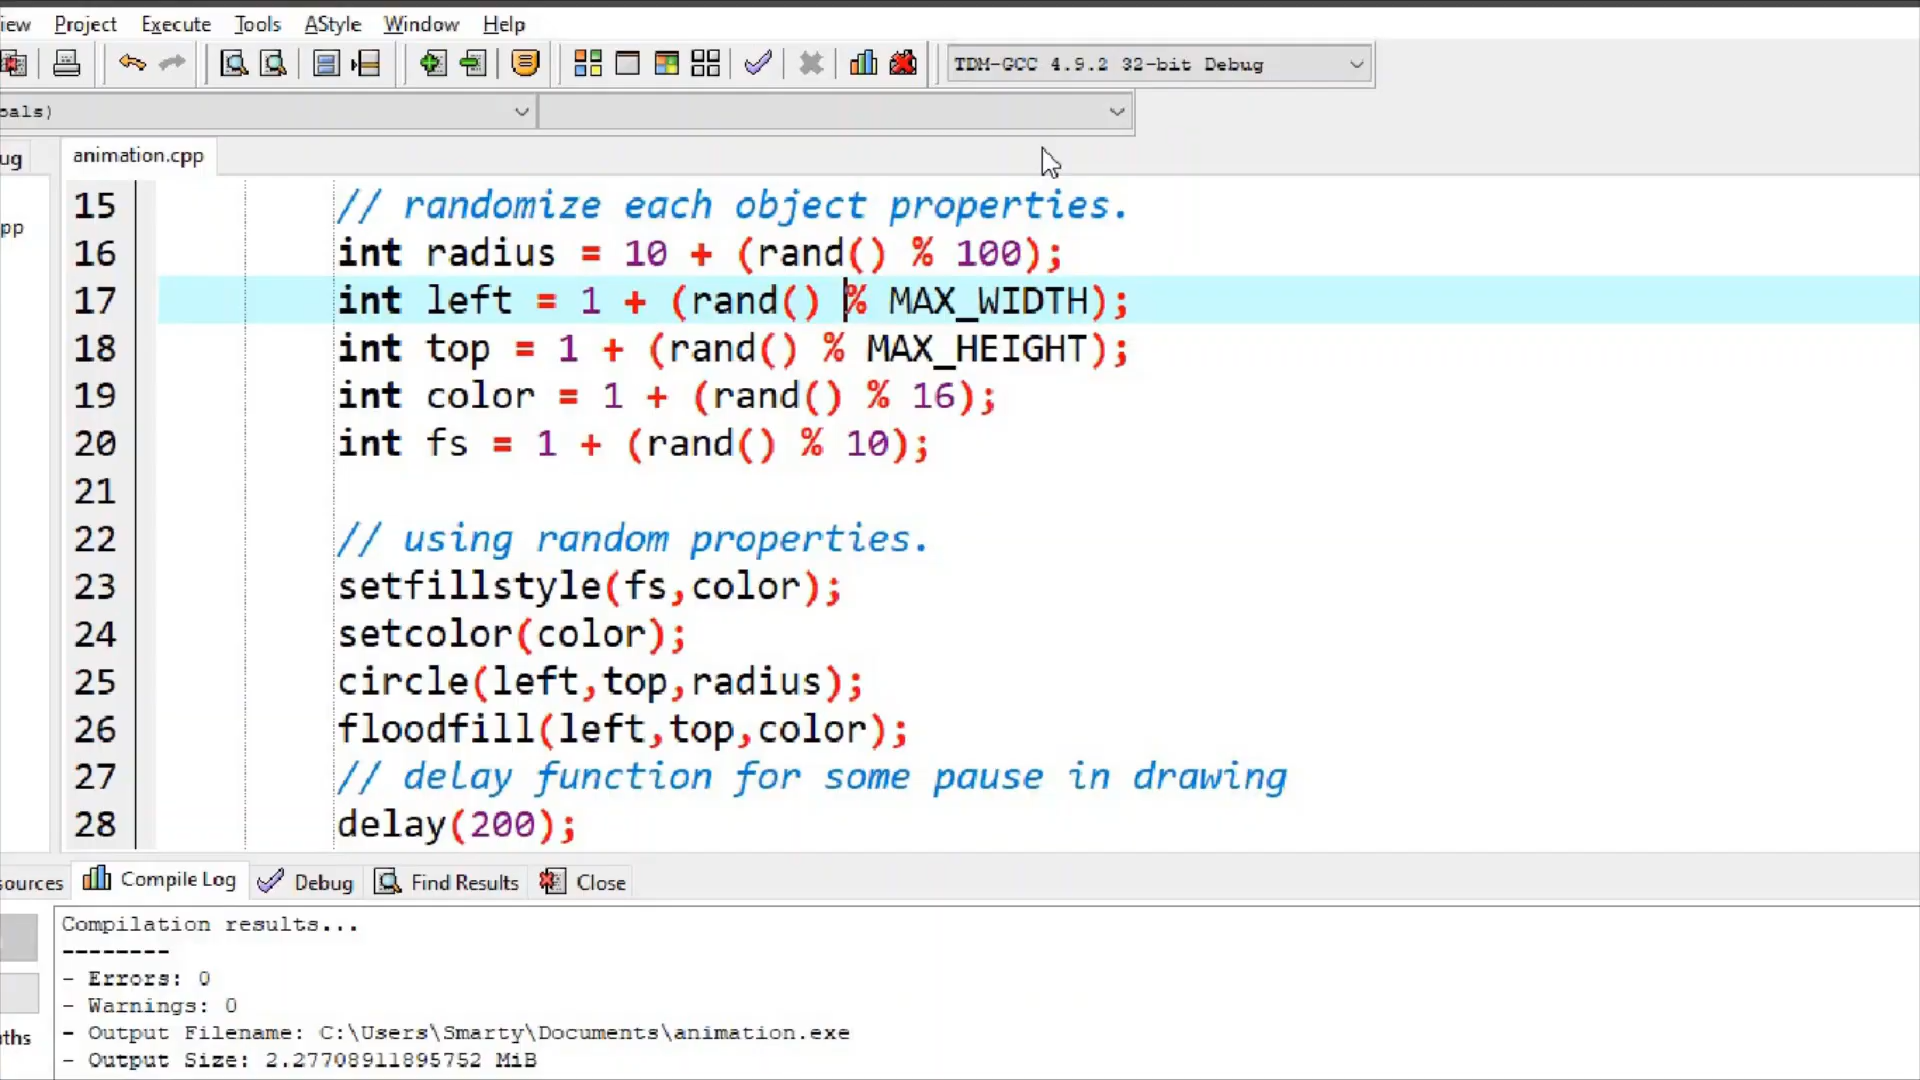 iew Project Execute Tools AStyle Window Help
TDM-GCC 4.9.2 32-bit Debug
bals)
ug animation.cpp
pp
15 // randomize each object properties.
16 int radius = 10 + (rand() % 100);
17 int left = 1 + (rand() % MAX_WIDTH);
18 int top = 1 + (rand() % MAX_HEIGHT);
19 int color = 1 + (rand() % 16);
20 int fs = 1 + (rand() % 10);
21
22 // using random properties.
23 setfillstyle(fs,color);
24 setcolor(color);
25 circle(left,top,radius);
26 floodfill(left,top,color);
27 // delay function for some pause in drawing
28 delay(200);
sources Compile Log Debug Find Results Close
Compilation results...
--------
- Errors: 0
- Warnings: 0
ths
- Output Filename: C:\Users\Smarty\Documents\animation.exe
- Output Size: 2.27708911895752 MiB